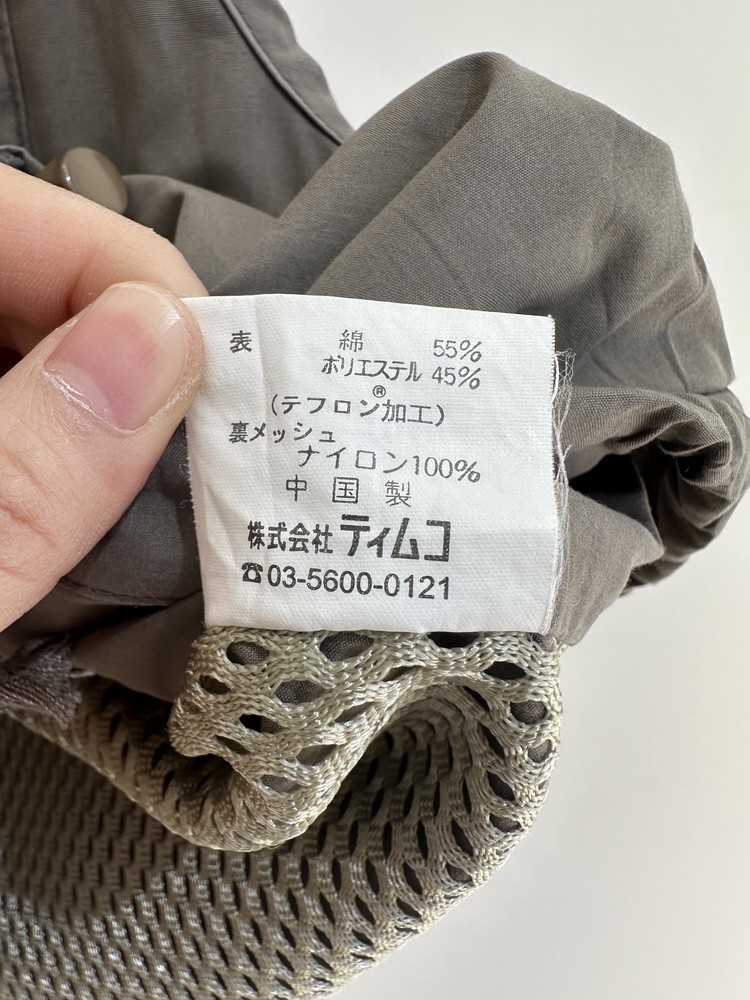 表 綿 55%
ポリエステル 45%
®
(テフロン加工)
裏メッシュ
ナイロン100%
中国製
株式会社ティムコ
☎03-5600-0121